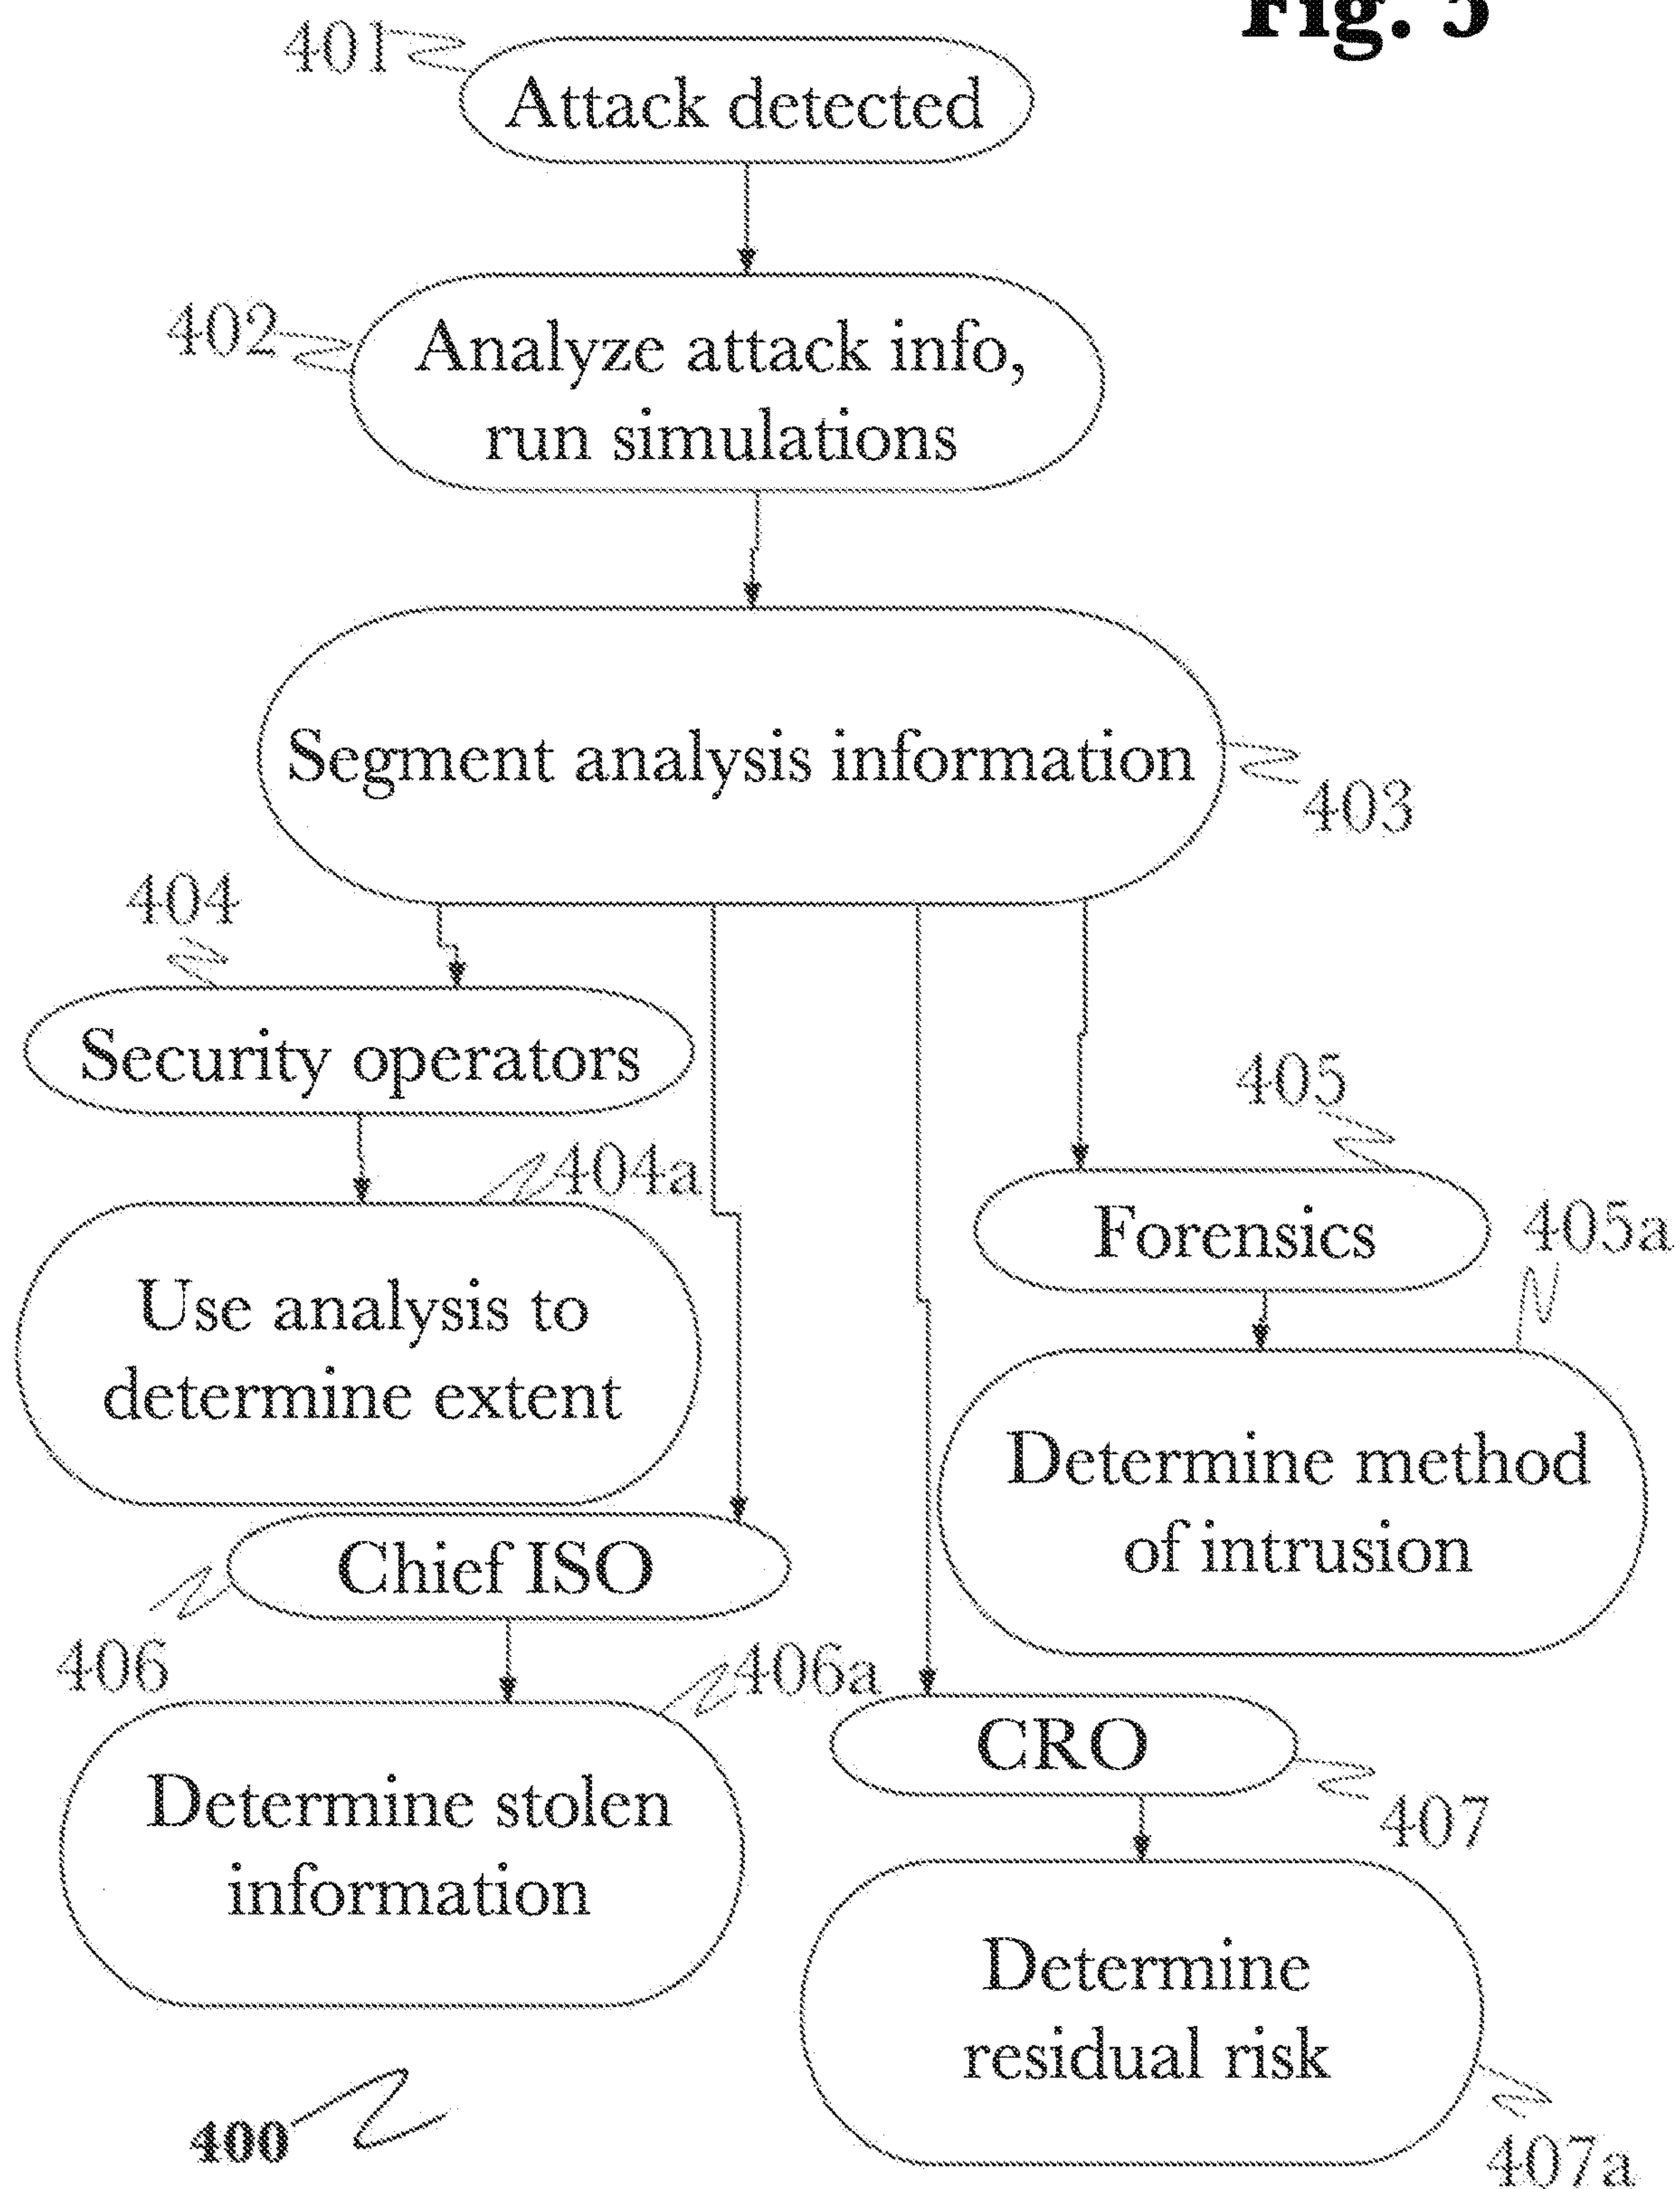 Fig. 5
401
Attack detected
402
Analyze attack info,
run simulations
Segment analysis information
403
404
Security operators
404a
Use analysis to
determine extent
405
Forensics
405a
Determine method
of intrusion
Chief ISO
406
406a
Determine stolen
information
CRO
407
Determine
residual risk
407a
400